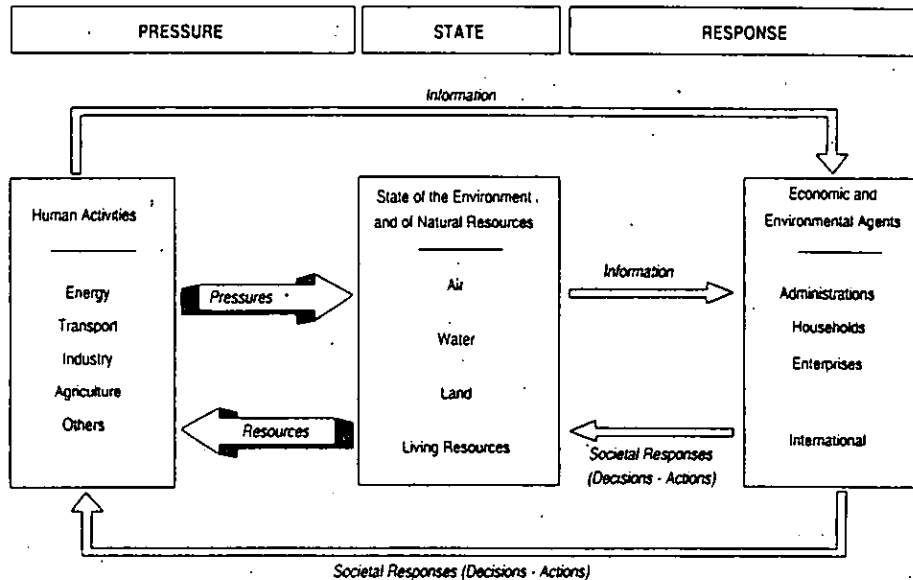 PRESSURE
STATE
RESPONSE
Information
Human Activities
Energy
Transport
Industry
Agriculture
Others
Pressures
Resources
State of the Environment
and of Natural Resources
Air
Water
Land
Living Resources
Information
Societal Responses
(Decisions - Actions)
Economic and
Environmental Agents
Administrations
Households
Enterprises
International
Societal Responses (Decisions - Actions)